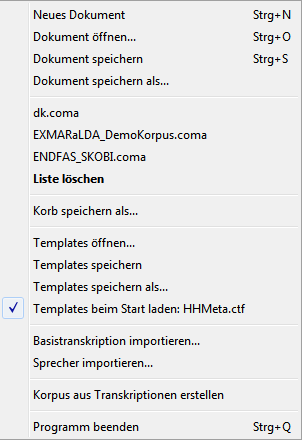 Neues Dokument Strg+N
Dokument öffnen... Strg+O
Dokument speichern Strg+S
Dokument speichern als...
dk.coma
EXMARaLDA_DemoKorpus.coma
ENDFAS_SKOBI.coma
Liste löschen
Korb speichern als...
Templates öffnen...
Templates speichern
Templates speichern als...
Templates beim Start laden: HHMeta.ctf
Basistranskription importieren...
Sprecher importieren...
Korpus aus Transkriptionen erstellen
Programm beenden Strg+Q